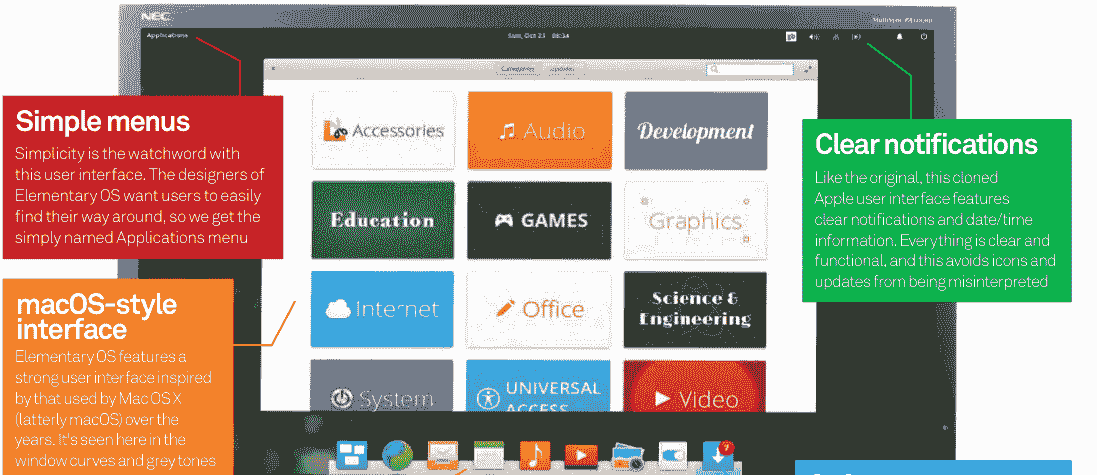 NEC
MultiSync
Applications
Sun, Oct 23 08:34
Categories Updates
Simple menus
Simplicity is the watchword with
this user interface. The designers of
Elementary OS want users to easily
find their way around, so we get the
simply named Applications menu
macOS-style
interface
Elementary OS features a
strong user interface inspired
by that used by Mac OS X
(latterly macOS) over the
years. It's seen here in the
window curves and grey tones
Accessories
Audio
Development
Education
GAMES
Graphics
Internet
Office
Science &
Engineering
System
UNIVERSAL
ACCESS
Video
Clear notifications
Like the original, this cloned
Apple user interface features
clear notifications and date/time
information. Everything is clear and
functional, and this avoids icons and
updates from being misinterpreted